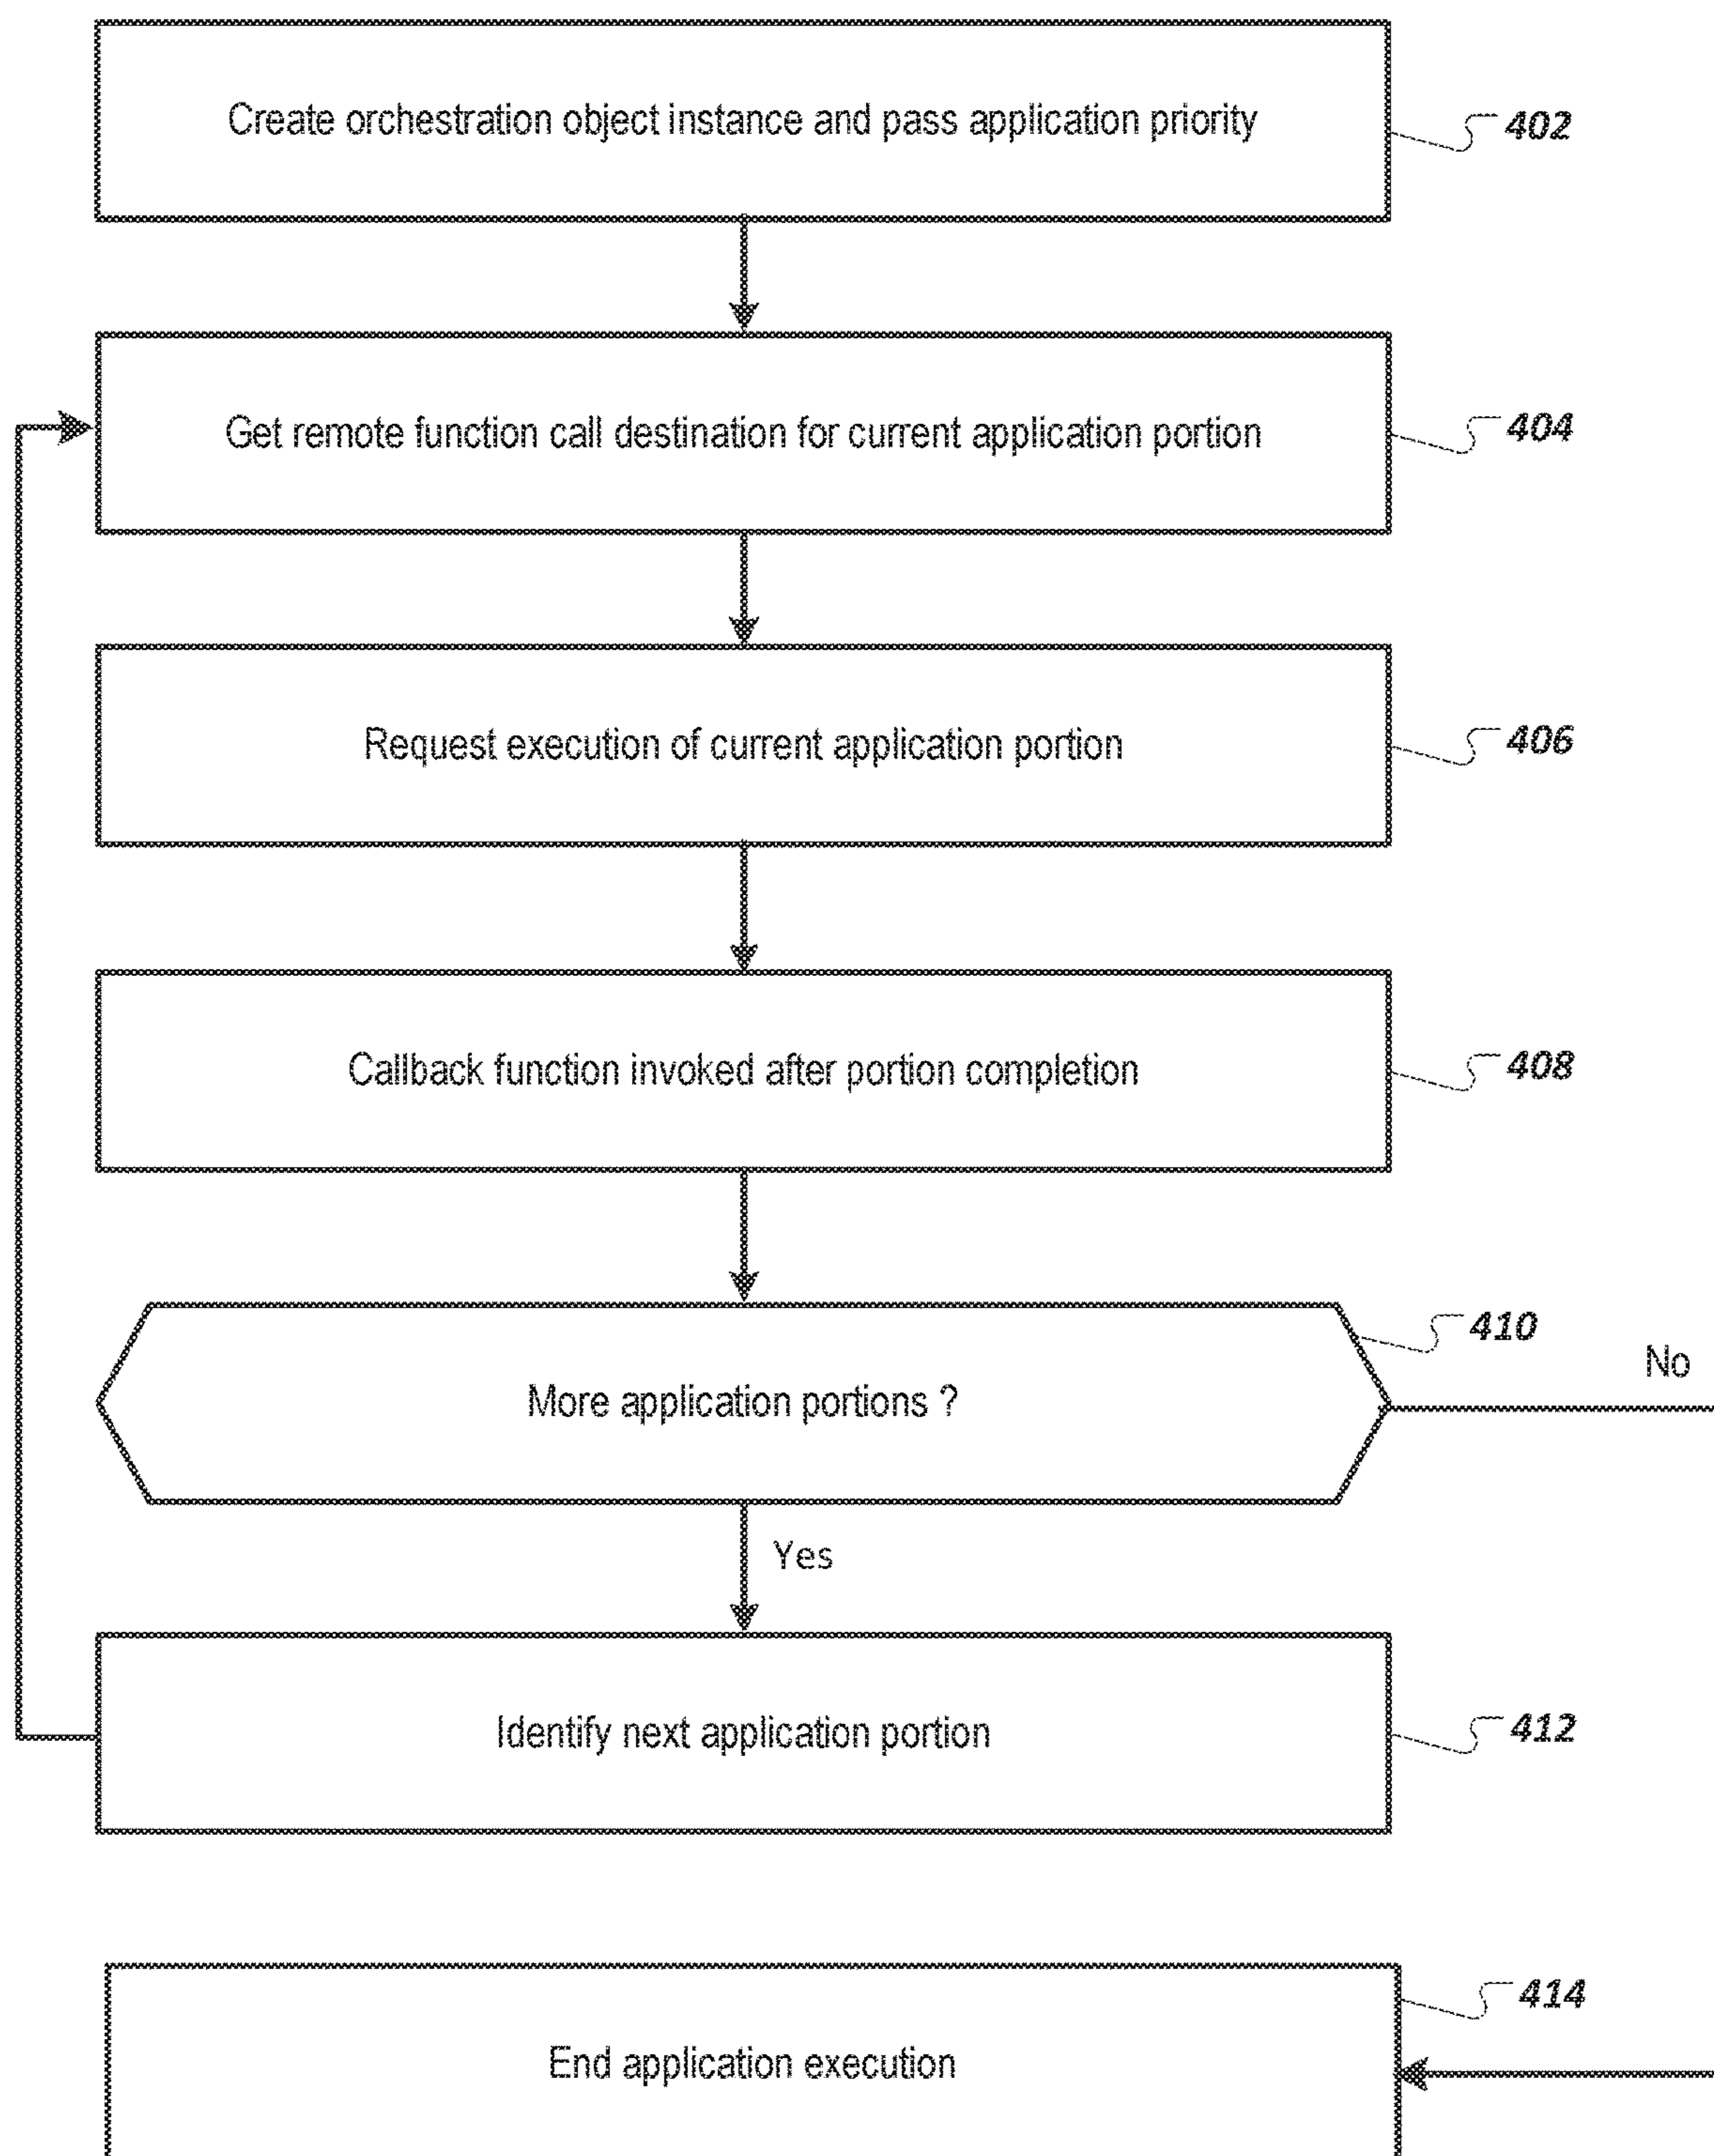 Create orchestration object instance and pass application priority
402
Get remote function call destination for current application portion
404
Request execution of current application portion
406
Callback function invoked after portion completion
408
410
No
More application portions ?
Yes
Identify next application portion
412
414
End application execution